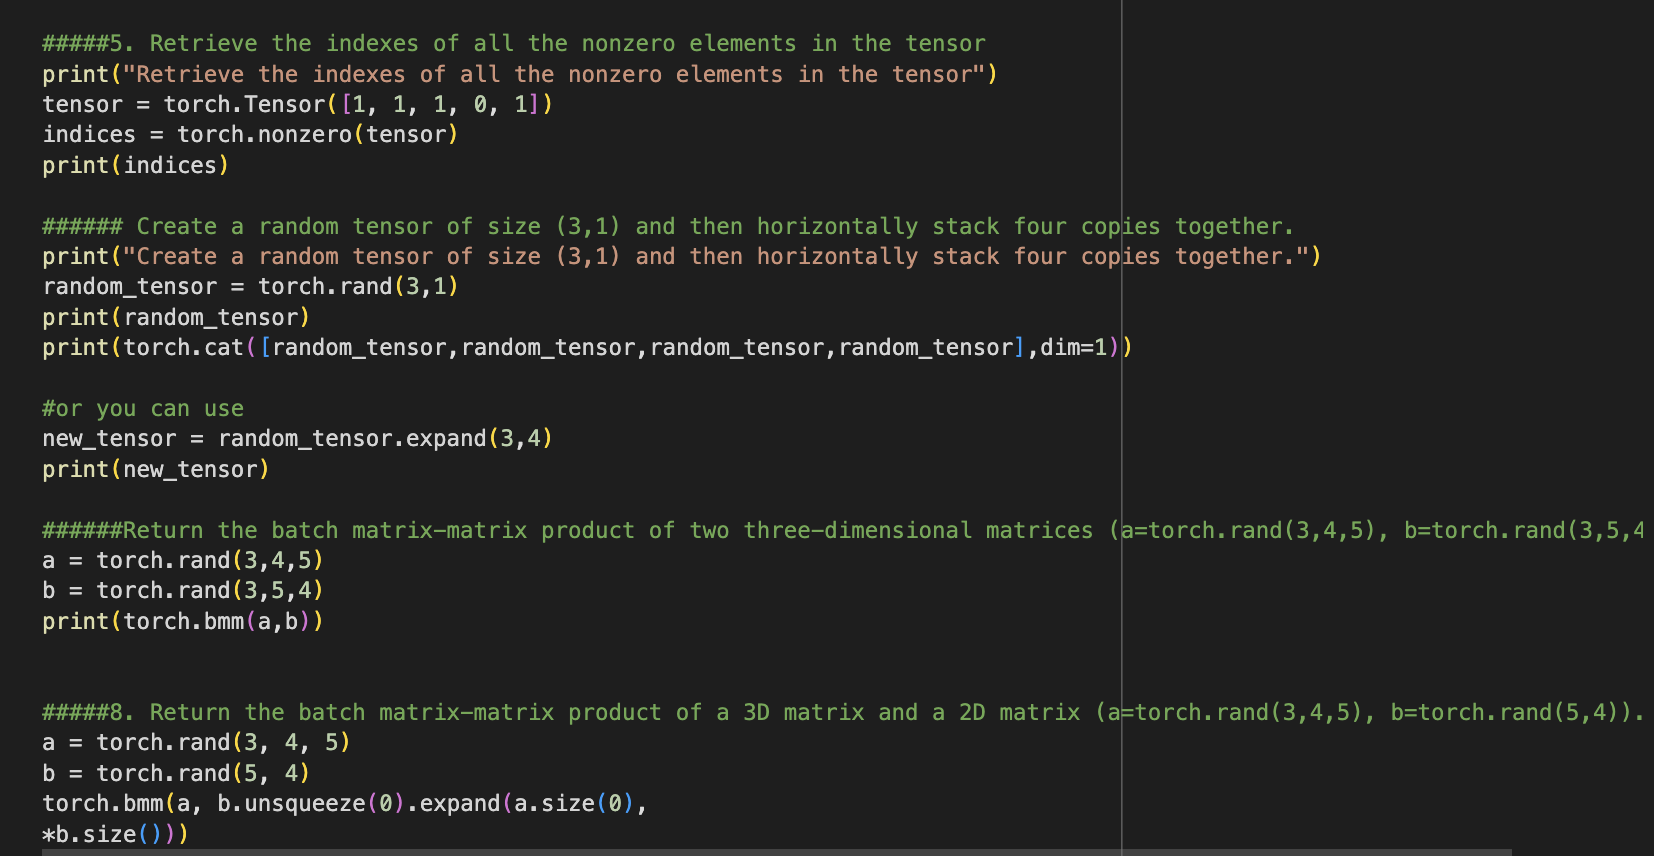 #####5. Retrieve the indexes of all the nonzero elements in the tensor
print("Retrieve the indexes of all the nonzero elements in the tensor")
tensor = torch.Tensor([1, 1, 1, 0, 1])
indices = torch.nonzero(tensor)
print(indices)
###### Create a random tensor of size (3,1) and then horizontally stack four copies together.
print("Create a random tensor of size (3,1) and then horizontally stack four copies together.")
random_tensor = torch.rand(3,1)
print(random_tensor)
print(torch.cat([random_tensor,random_tensor,random_tensor,random_tensor],dim=1))
#or you can use
new_tensor = random_tensor.expand(3,4)
print(new_tensor)
######Return the batch matrix-matrix product of two three-dimensional matrices (a=torch.rand(3,4,5), b=torch.rand(3,5,4
a = torch.rand(3,4,5)
b = torch.rand(3,5,4)
print(torch.bmm(a,b))
#####8. Return the batch matrix-matrix product of a 3D matrix and a 2D matrix (a=torch.rand(3,4,5), b=torch.rand(5,4)).
a = torch.rand(3, 4, 5)
b = torch.rand(5, 4)
torch.bmm(a, b.unsqueeze(0).expand(a.size(0),
*b.size()))